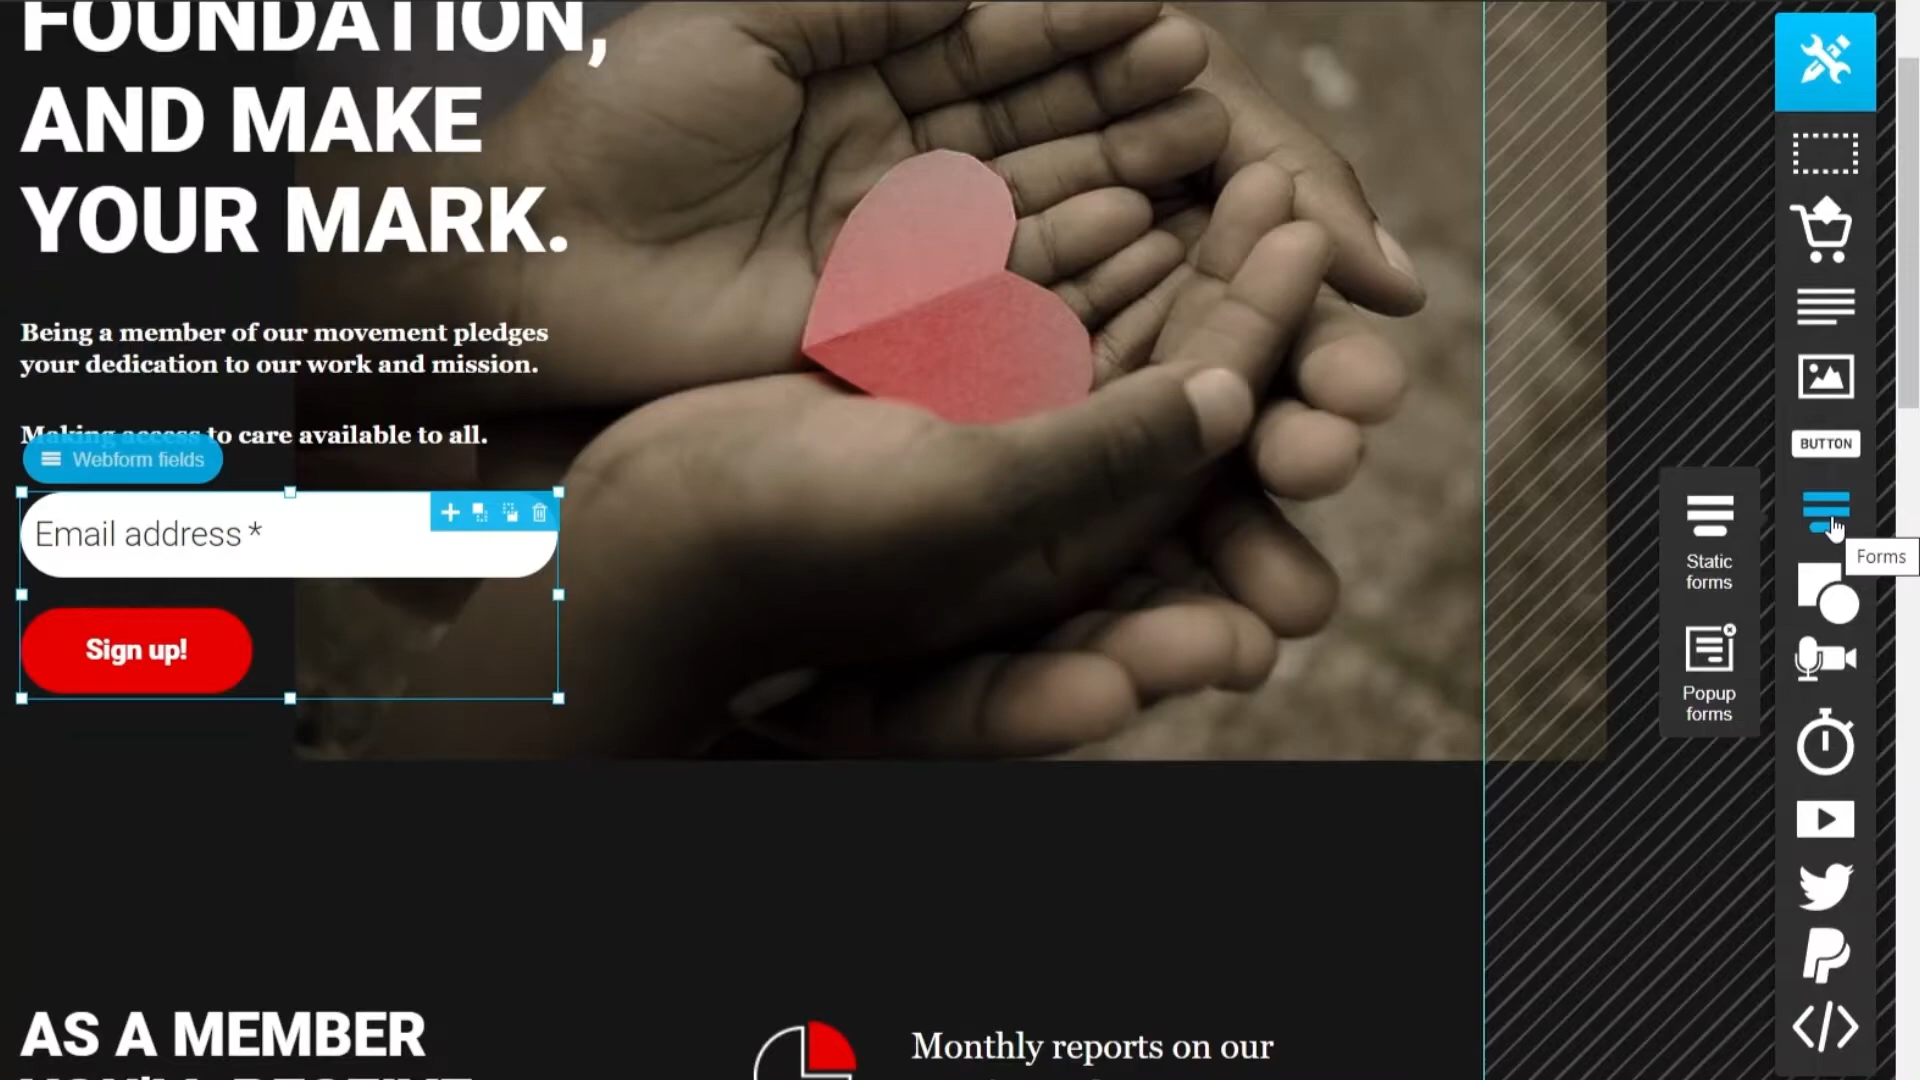 FOUNDATION,
AND MAKE
YOUR MARK.
Being a member of our movement pledges
your dedication to our work and mission.
Making access to care available to all.
Webform fields
Email address *
Sign up!
AS A MEMBER
Monthly reports on our
BUTTON
Static
forms
Popup
forms
Forms